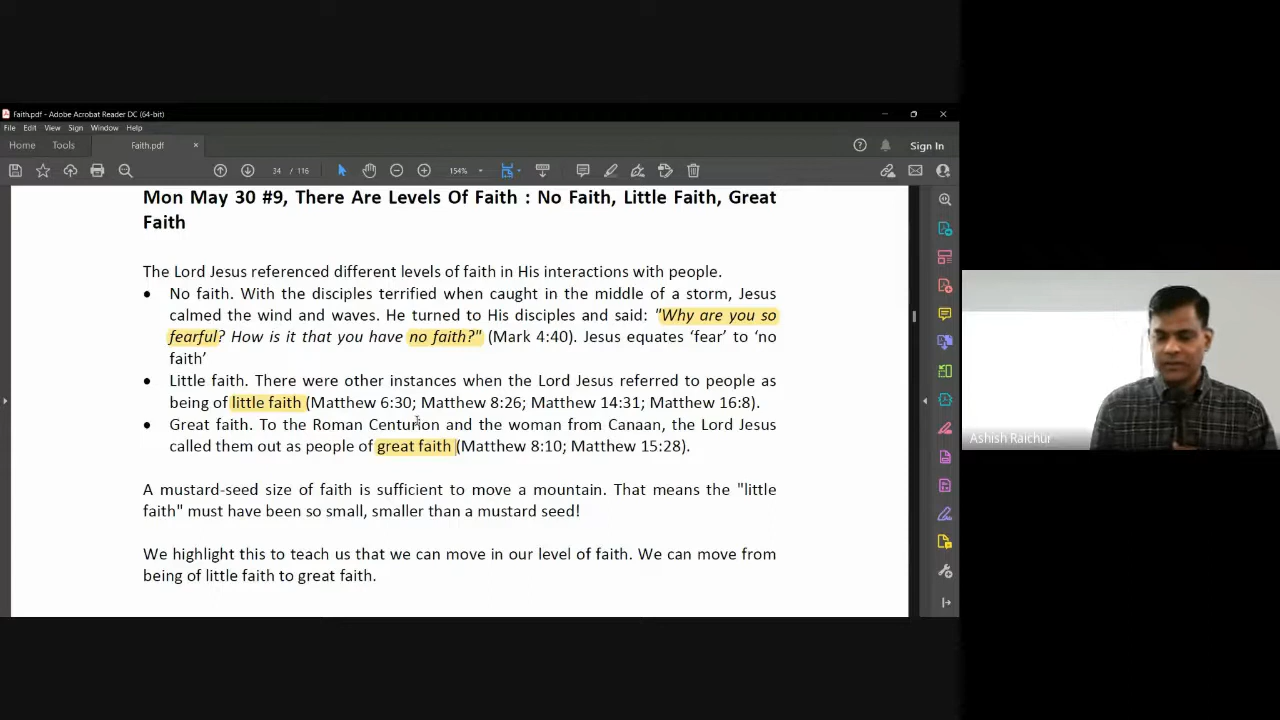 Faith.pdf - Adobe Acrobat Reader DC (64-bit)
File Edit View Sign Window Help
Home Tools Faith.pdf × Sign In
34 / 116 154%
Mon May 30 #9, There Are Levels Of Faith : No Faith, Little Faith, Great
Faith
The Lord Jesus referenced different levels of faith in His interactions with people.
• No faith. With the disciples terrified when caught in the middle of a storm, Jesus
calmed the wind and waves. He turned to His disciples and said: "Why are you so
fearful? How is it that you have no faith?" (Mark 4:40). Jesus equates ‘fear’ to ‘no
faith’
• Little faith. There were other instances when the Lord Jesus referred to people as
being of little faith (Matthew 6:30; Matthew 8:26; Matthew 14:31; Matthew 16:8).
• Great faith. To the Roman Centurion and the woman from Canaan, the Lord Jesus
called them out as people of great faith (Matthew 8:10; Matthew 15:28).
A mustard-seed size of faith is sufficient to move a mountain. That means the "little
faith" must have been so small, smaller than a mustard seed!
We highlight this to teach us that we can move in our level of faith. We can move from
being of little faith to great faith.
Ashish Raichur